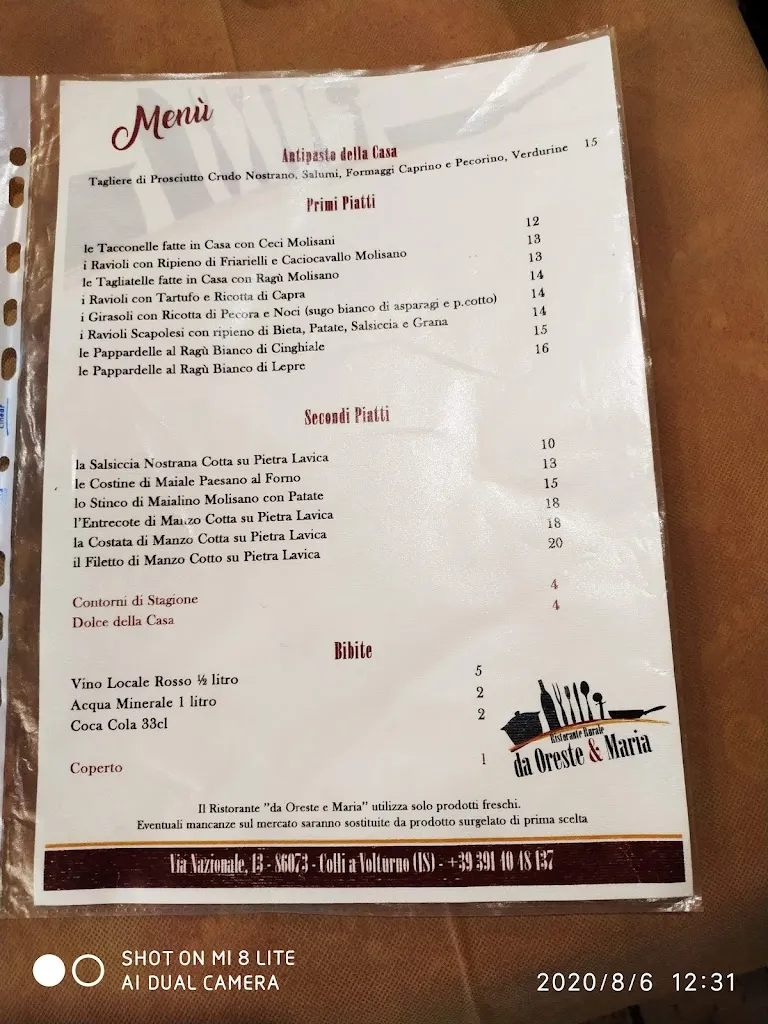 Menù
Antipasto della Casa
Tagliere di Prosciutto Crudo Nostrano, Salumi, Formaggi Caprino e Pecorino, Verdurine 15
Primi Piatti
le Tacconelle fatte in Casa con Ceci Molisani 12
i Ravioli con Ripieno di Friarielli e Caciocavallo Molisano 13
le Tagliatelle fatte in Casa con Ragù Molisano 13
i Ravioli con Tartufo e Ricotta di Capra 14
i Girasoli con Ricotta di Pecora e Noci (sugo bianco di asparagi e p.cotto) 14
i Ravioli Scapolesi con ripieno di Bieta, Patate, Salsiccia e Grana 14
le Pappardelle al Ragù Bianco di Cinghiale 15
le Pappardelle al Ragù Bianco di Lepre 16
Secondi Piatti
la Salsiccia Nostrana Cotta su Pietra Lavica 10
le Costine di Maiale Paesano al Forno 13
lo Stinco di Maialino Molisano con Patate 15
l'Entrecote di Manzo Cotta su Pietra Lavica 18
la Costata di Manzo Cotta su Pietra Lavica 18
il Filetto di Manzo Cotto su Pietra Lavica 20
Contorni di Stagione 4
Dolce della Casa 4
Bibite
Vino Locale Rosso ½ litro 5
Acqua Minerale 1 litro 2
Coca Cola 33cl 2
Coperto 1
Ristorante Rurale
da Oreste & Maria
Il Ristorante "da Oreste e Maria" utilizza solo prodotti freschi.
Eventuali mancanze sul mercato saranno sostituite da prodotto surgelato di prima scelta
Via Nazionale, 13 - 86073 - Colli a Volturno (IS) - +39 391 40 48 137
SHOT ON MI 8 LITE
AI DUAL CAMERA
2020/8/6 12:31